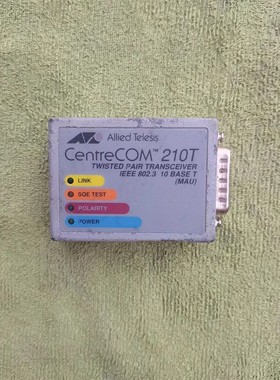 Allied Telesis
CentreCOM™ 210T
TWISTED PAIR TRANSCEIVER
IEEE 802.3 10 BASE T
(MAU)
LINK
SQE TEST
POLARITY
POWER